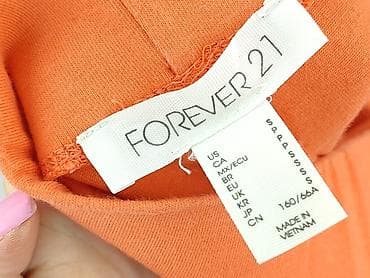 FOREVER 21
US S
CA P
MX/ECU P
BR P
EU S
UK S
KR S
JP S
CN 160/66A
MADE IN
VIETNAM